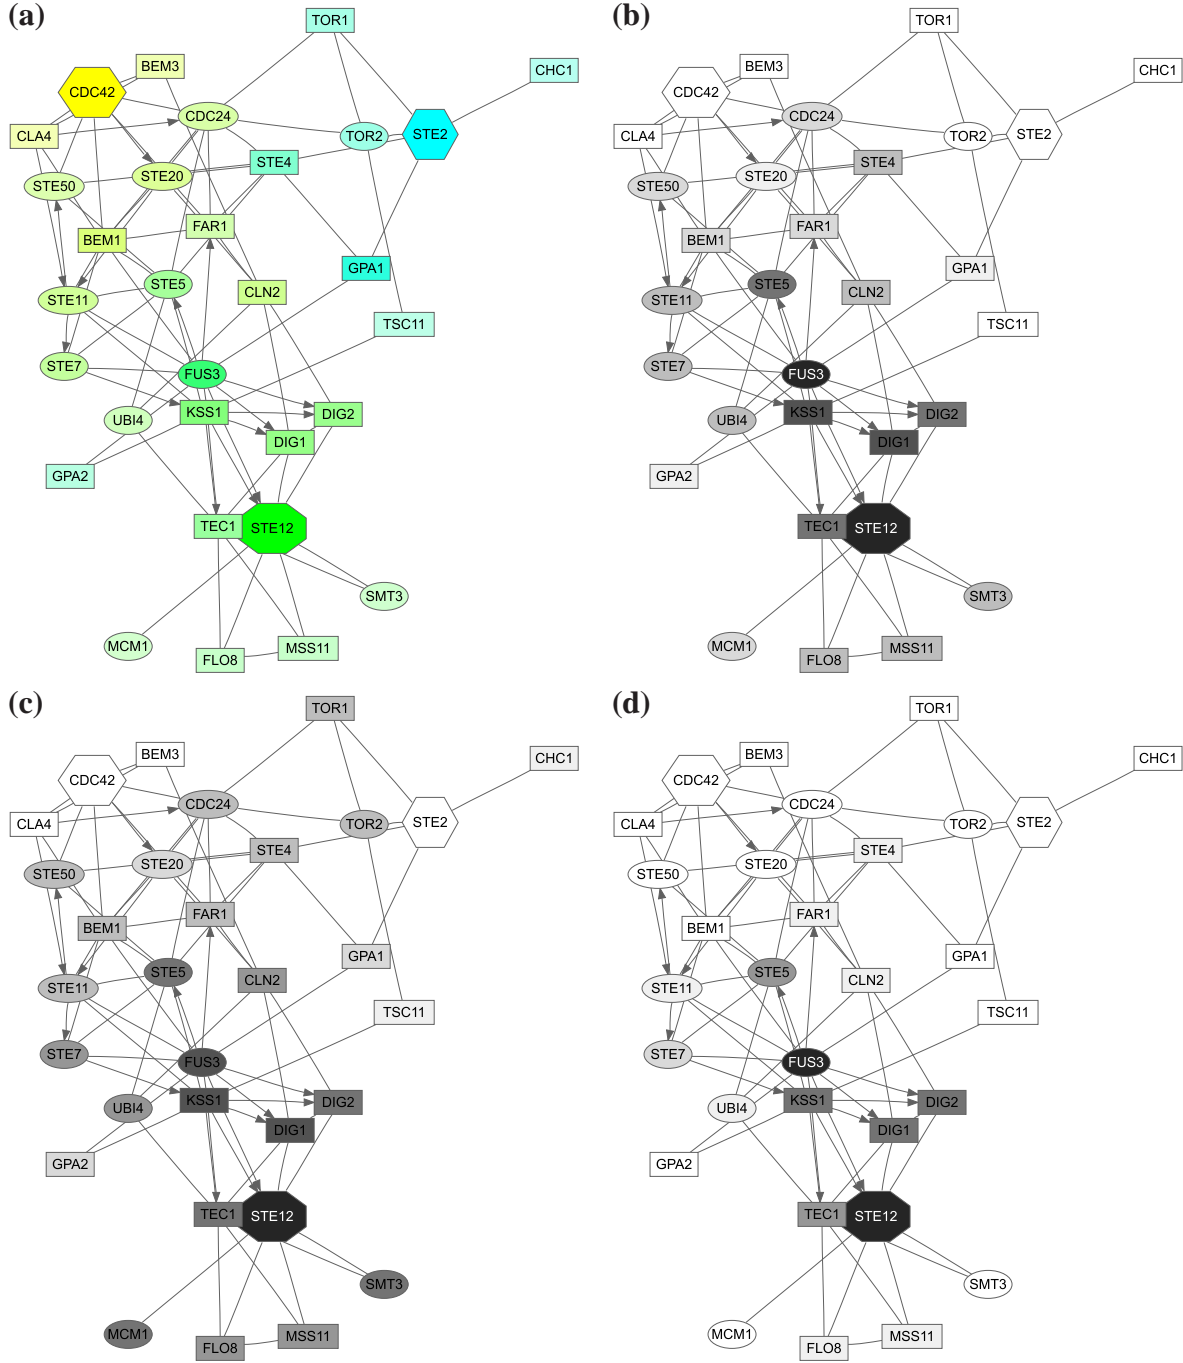 (a)
TOR1
BEM3
CHC1
CDC42
CDC24
CLA4
TOR2
STE2
STE4
STE50
STE20
FAR1
BEM1
GPA1
STE5
CLN2
STE11
TSC11
STE7
FUS3
UBI4
KSS1
DIG2
DIG1
GPA2
TEC1
STE12
SMT3
MCM1
MSS11
FLO8
(b)
TOR1
BEM3
CHC1
CDC42
CDC24
CLA4
TOR2
STE2
STE4
STE50
STE20
FAR1
BEM1
GPA1
STE5
CLN2
STE11
TSC11
STE7
FUS3
UBI4
KSS1
DIG2
DIG1
GPA2
TEC1
STE12
SMT3
MCM1
MSS11
FLO8
(c)
TOR1
BEM3
CHC1
CDC42
CDC24
CLA4
TOR2
STE2
STE4
STE50
STE20
FAR1
BEM1
GPA1
STE5
CLN2
STE11
TSC11
STE7
FUS3
UBI4
KSS1
DIG2
DIG1
GPA2
TEC1
STE12
SMT3
MCM1
MSS11
FLO8
(d)
TOR1
BEM3
CHC1
CDC42
CDC24
CLA4
TOR2
STE2
STE4
STE50
STE20
FAR1
BEM1
GPA1
STE5
CLN2
STE11
TSC11
STE7
FUS3
UBI4
KSS1
DIG2
DIG1
GPA2
TEC1
STE12
SMT3
MCM1
MSS11
FLO8